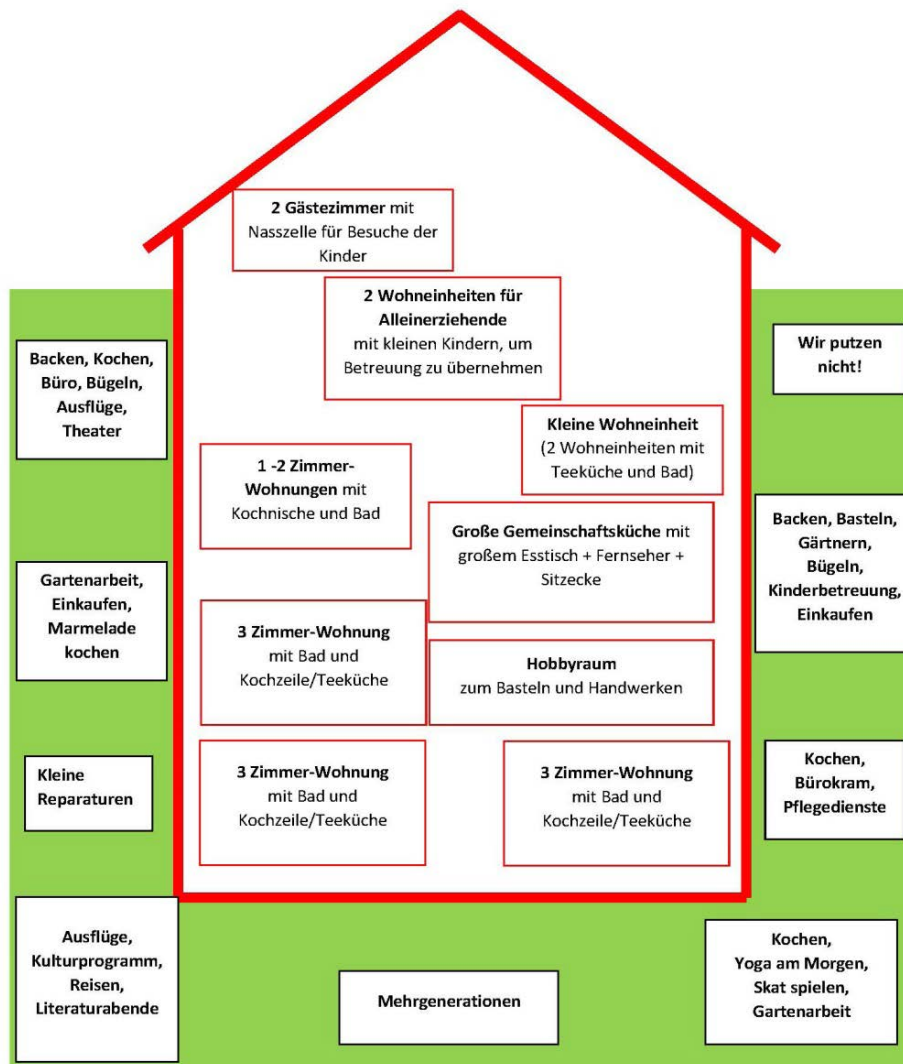 2 Gästezimmer mit
Nasszelle für Besuche der
Kinder
2 Wohneinheiten für
Alleinerziehende
mit kleinen Kindern, um
Betreuung zu übernehmen
Backen, Kochen,
Büro, Bügeln,
Ausflüge,
Theater
Wir putzen
nicht!
Kleine Wohneinheit
(2 Wohneinheiten mit
Teeküche und Bad)
1 -2 Zimmer-
Wohnungen mit
Kochnische und Bad
Große Gemeinschaftsküche mit
großem Esstisch + Fernseher +
Sitzecke
Backen, Basteln,
Gärtnern,
Bügeln,
Kinderbetreuung,
Einkaufen
Gartenarbeit,
Einkaufen,
Marmelade
kochen
3 Zimmer-Wohnung
mit Bad und
Kochzeile/Teeküche
Hobbyraum
zum Basteln und Handwerken
Kleine
Reparaturen
3 Zimmer-Wohnung
mit Bad und
Kochzeile/Teeküche
3 Zimmer-Wohnung
mit Bad und
Kochzeile/Teeküche
Kochen,
Bürokram,
Pflegedienste
Ausflüge,
Kulturprogramm,
Reisen,
Literaturabende
Mehrgenerationen
Kochen,
Yoga am Morgen,
Skat spielen,
Gartenarbeit